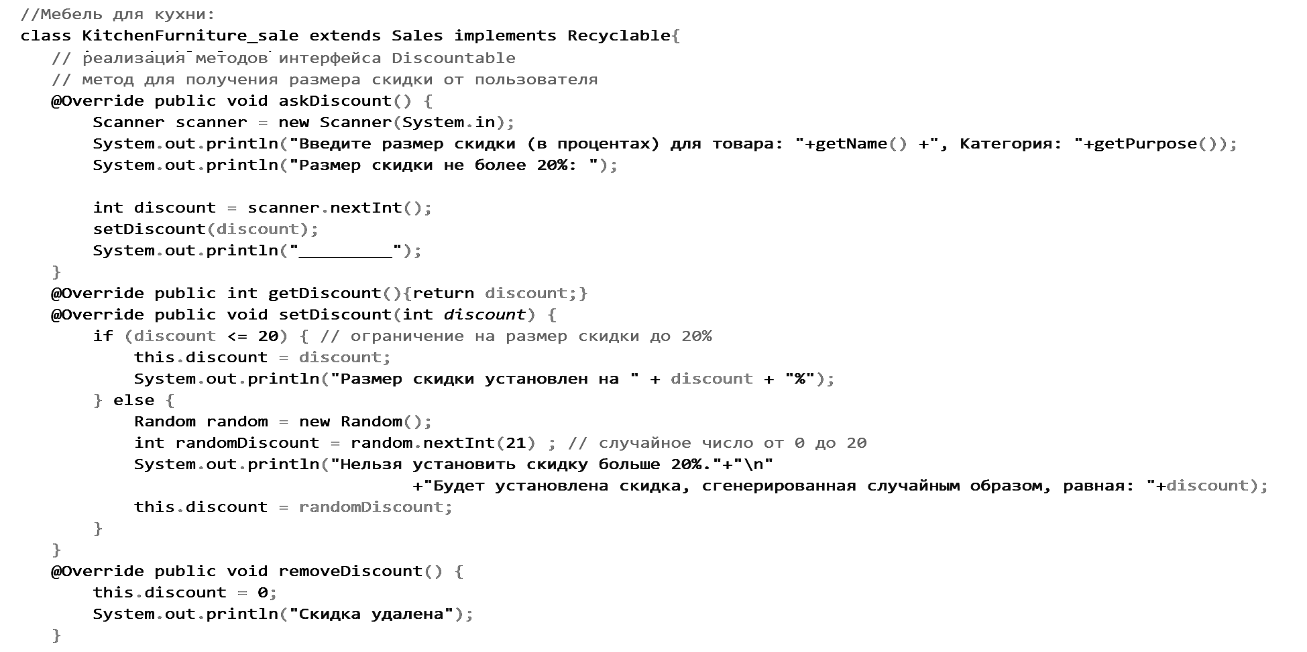 //Мебель для кухни:
class KitchenFurniture_sale extends Sales implements Recyclable{
// реализация методов интерфейса Discountable
// метод для получения размера скидки от пользователя
@Override public void askDiscount() {
Scanner scanner = new Scanner(System.in);
System.out.println("Введите размер скидки (в процентах) для товара: "+getName() +", Категория: "+getPurpose());
System.out.println("Размер скидки не более 20%: ");
int discount = scanner.nextInt();
setDiscount(discount);
System.out.println("_________");
}
@Override public int getDiscount(){return discount;}
@Override public void setDiscount(int discount) {
if (discount <= 20) { // ограничение на размер скидки до 20%
this.discount = discount;
System.out.println("Размер скидки установлен на " + discount + "%");
} else {
Random random = new Random();
int randomDiscount = random.nextInt(21) ; // случайное число от 0 до 20
System.out.println("Нельзя установить скидку больше 20%."+"\n"
+"Будет установлена скидка, сгенерированная случайным образом, равная: "+discount);
this.discount = randomDiscount;
}
}
@Override public void removeDiscount() {
this.discount = 0;
System.out.println("Скидка удалена");
}